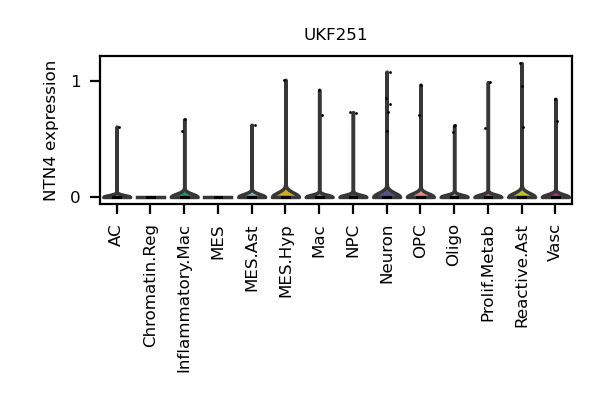 UKF251
NTN4 expression
1
0
AC
Chromatin.Reg
Inflammatory.Mac
MES
MES.Ast
MES.Hyp
Mac
NPC
Neuron
OPC
Oligo
Prolif.Metab
Reactive.Ast
Vasc